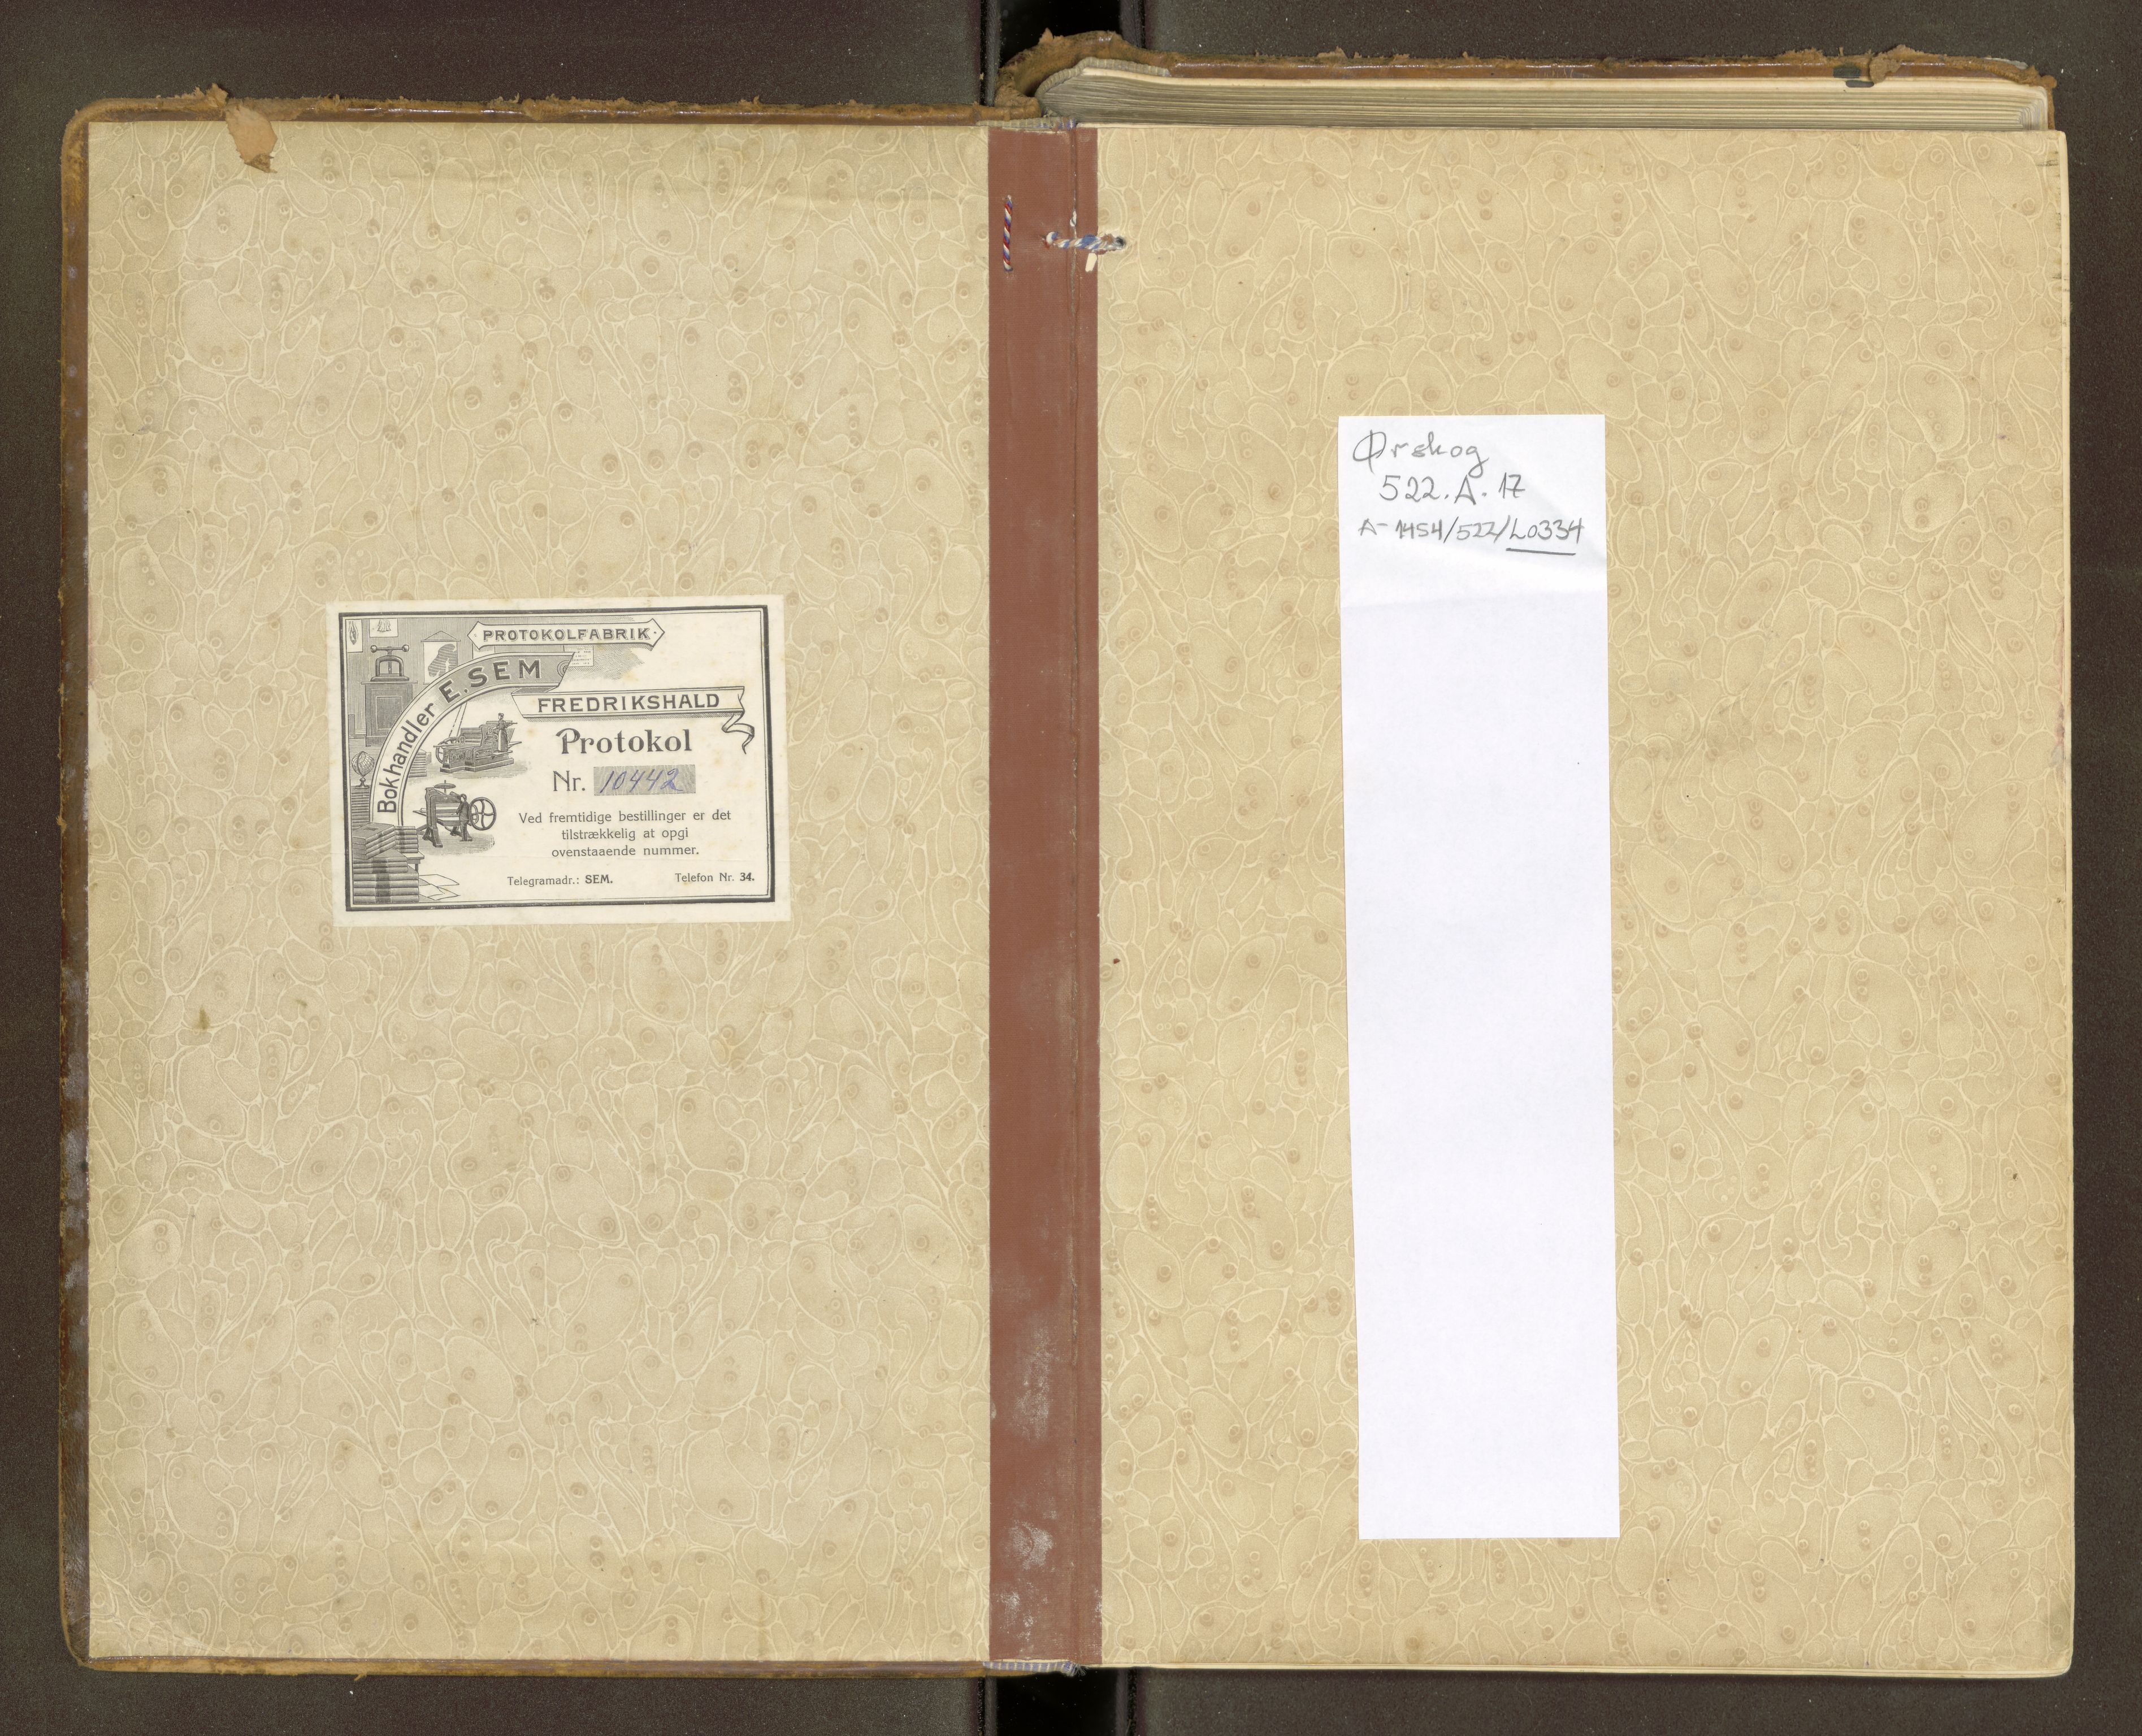 PROTOKOLFABRIK
Bokhandler E. SEM
FREDRIKSHALD
Protokol
Nr. 10442
Ved fremtidige bestillinger er det
tilstrækkelig at opgi
ovenstaaende nummer.
Telegramadr.: SEM. Telefon Nr. 34.
Ørskog
522.A.17
A-1454/522/L0334